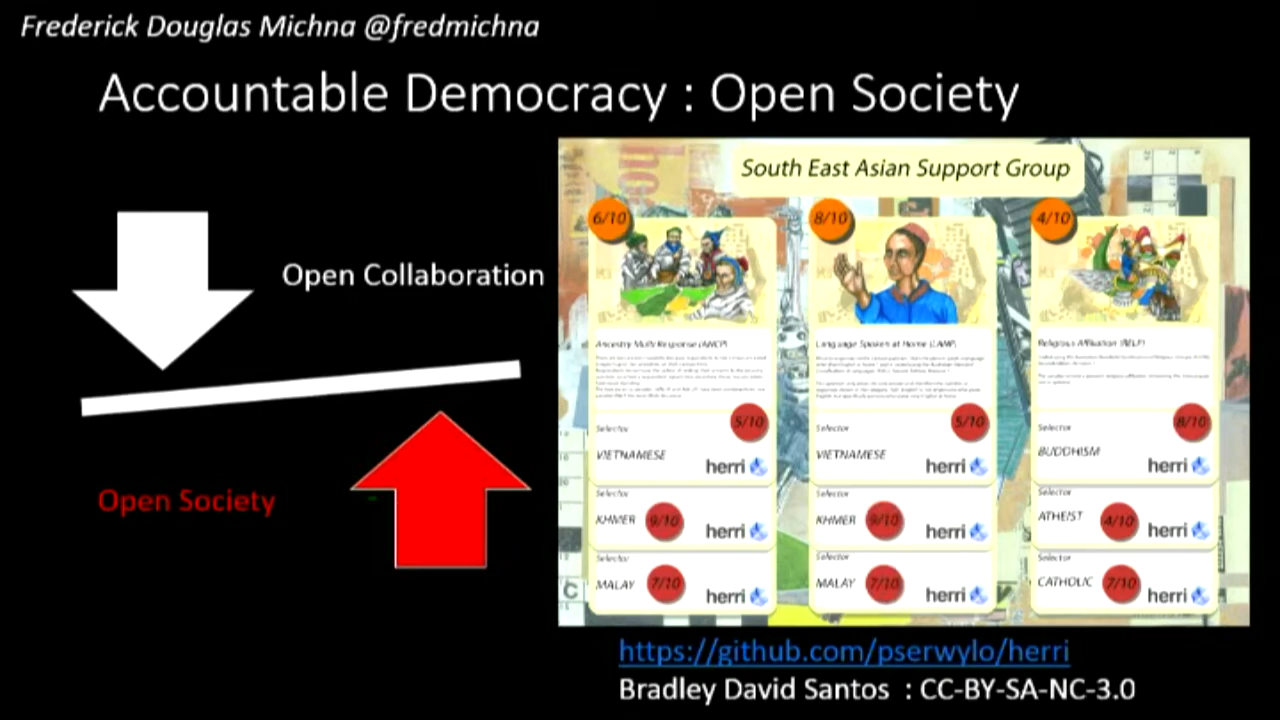 Frederick Douglas Michna @fredmichna
Accountable Democracy : Open Society
Open Collaboration
Open Society
South East Asian Support Group
6/10
8/10
4/10
Ancestry Multi Response (ANCP)
Language Spoken at Home (LANP)
Religious Affiliation (RELP)
5/10
5/10
8/10
Selector
Selector
Selector
VIETNAMESE
VIETNAMESE
BUDDHISM
herri
herri
herri
Selector
Selector
Selector
KHMER 9/10 herri
KHMER 9/10 herri
ATHEIST 4/10 herri
Selector
Selector
Selector
MALAY 7/10 herri
MALAY 7/10 herri
CATHOLIC 7/10 herri
https://github.com/pserwylo/herri
Bradley David Santos : CC-BY-SA-NC-3.0